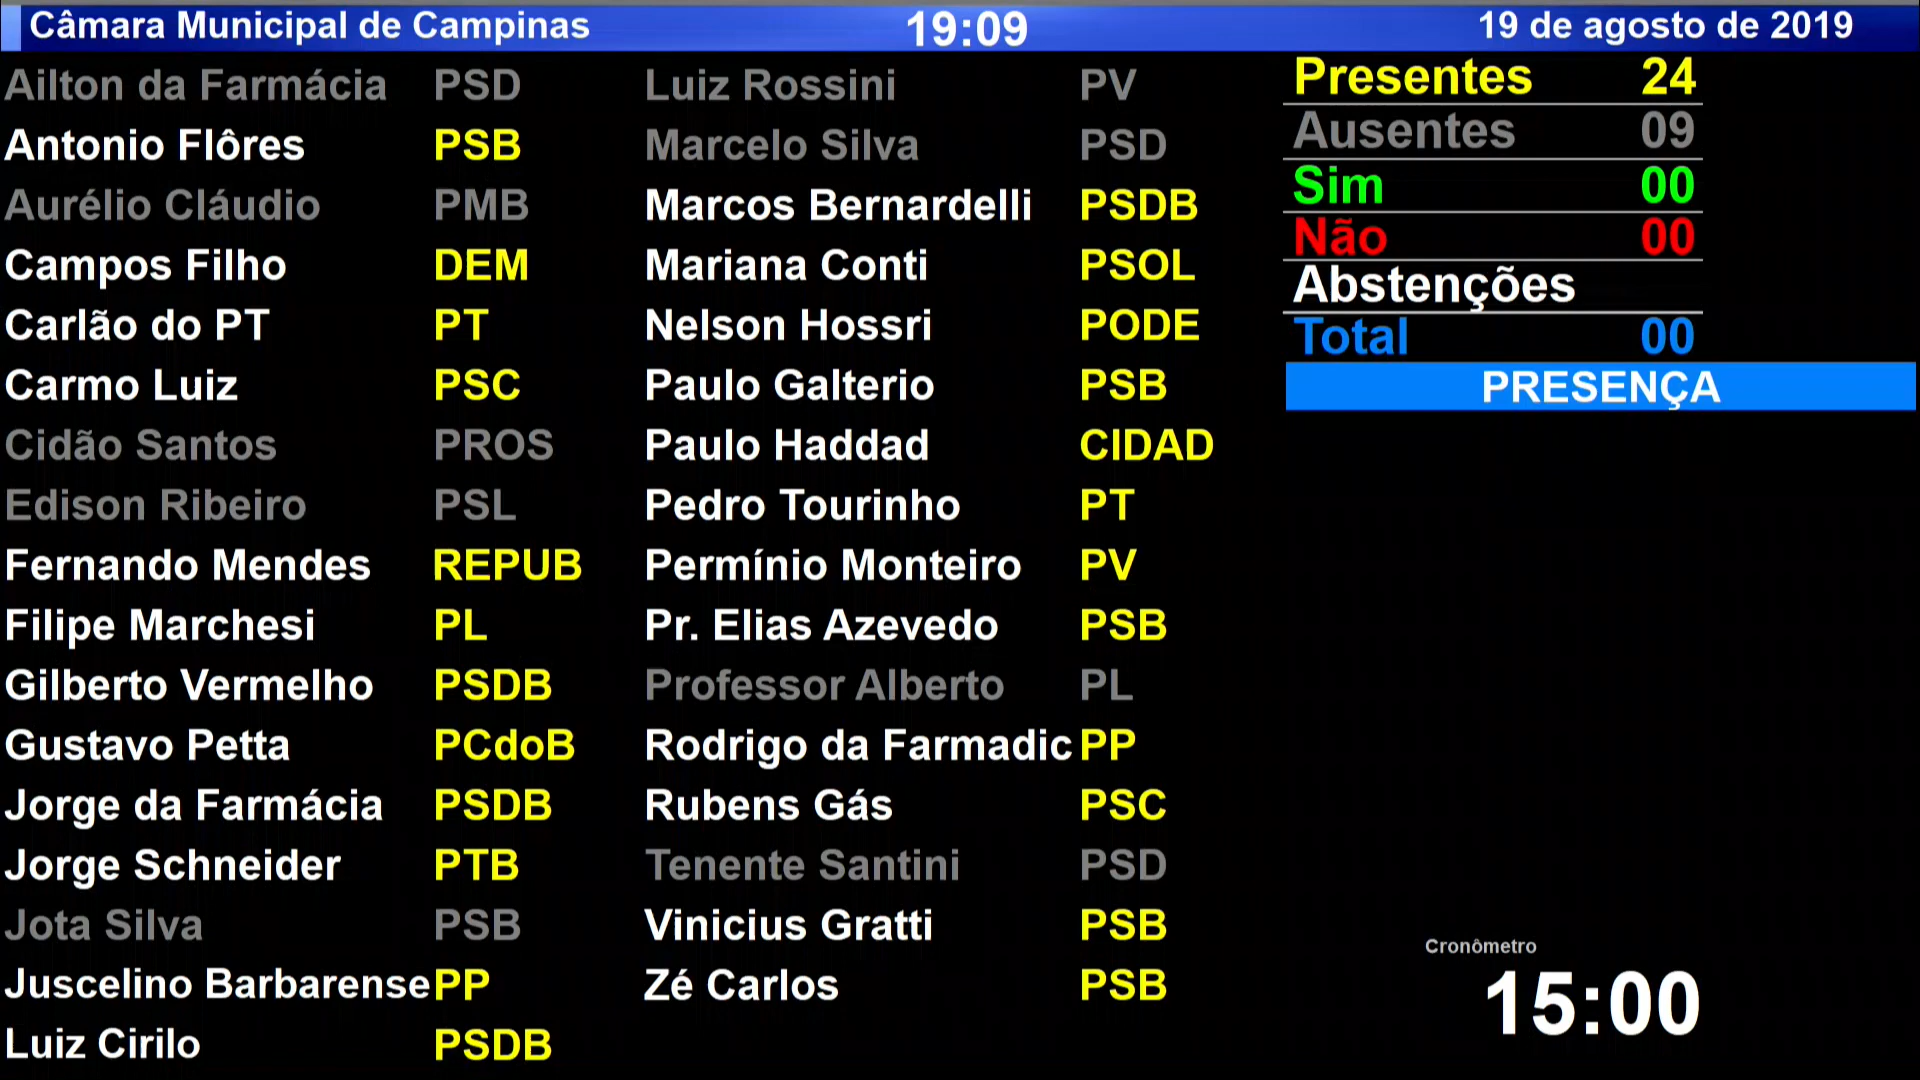 Câmara Municipal de Campinas 19:09 19 de agosto de 2019
Ailton da Farmácia PSD
Antonio Flôres PSB
Aurélio Cláudio PMB
Campos Filho DEM
Carlão do PT PT
Carmo Luiz PSC
Cidão Santos PROS
Edison Ribeiro PSL
Fernando Mendes REPUB
Filipe Marchesi PL
Gilberto Vermelho PSDB
Gustavo Petta PCdoB
Jorge da Farmácia PSDB
Jorge Schneider PTB
Jota Silva PSB
Juscelino Barbarense PP
Luiz Cirilo PSDB
Luiz Rossini PV
Marcelo Silva PSD
Marcos Bernardelli PSDB
Mariana Conti PSOL
Nelson Hossri PODE
Paulo Galterio PSB
Paulo Haddad CIDAD
Pedro Tourinho PT
Permínio Monteiro PV
Pr. Elias Azevedo PSB
Professor Alberto PL
Rodrigo da Farmadic PP
Rubens Gás PSC
Tenente Santini PSD
Vinicius Gratti PSB
Zé Carlos PSB
Presentes 24
Ausentes 09
Sim 00
Não 00
Abstenções
Total 00
PRESENÇA
Cronômetro
15:00